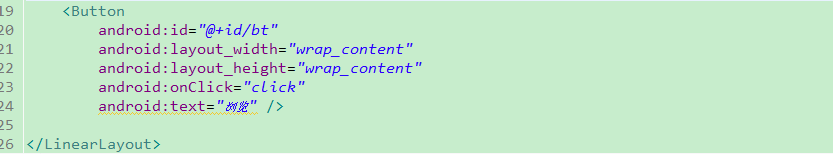 19 <Button
20 android:id="@+id/bt"
21 android:layout_width="wrap_content"
22 android:layout_height="wrap_content"
23 android:onClick="click"
24 android:text="浏览" />
25
26 </LinearLayout>